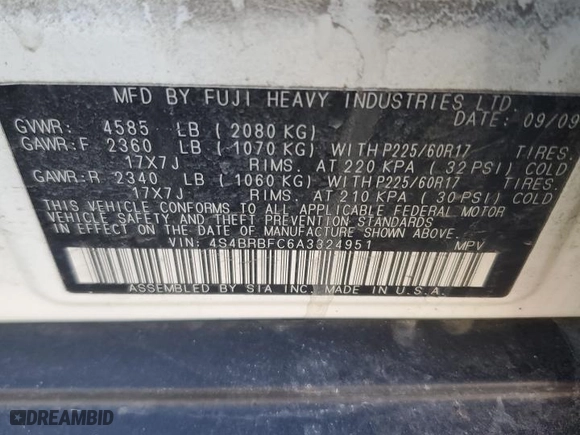 MFD BY FUJI HEAVY INDUSTRIES LTD.
DATE: 09/09
GVWR: 4585 LB (2080 KG)
GAWR:F 2360 LB (1070 KG) WITH P225/60R17 TIRES.
17X7J RIMS. AT 220 KPA (32 PSI) COLD
GAWR:R 2340 LB (1060 KG) WITH P225/60R17 TIRES.
17X7J RIMS. AT 210 KPA (30 PSI) COLD
THIS VEHICLE CONFORMS TO ALL APPLICABLE FEDERAL MOTOR
VEHICLE SAFETY AND THEFT PREVENTION STANDARDS
IN EFFECT ON THE DATE OF MANUFACTURE SHOWN ABOVE.
VIN: 4S4BRBFC6A3324951 MPV
ASSEMBLED BY SIA INC. MADE IN U.S.A.
DREAMBID